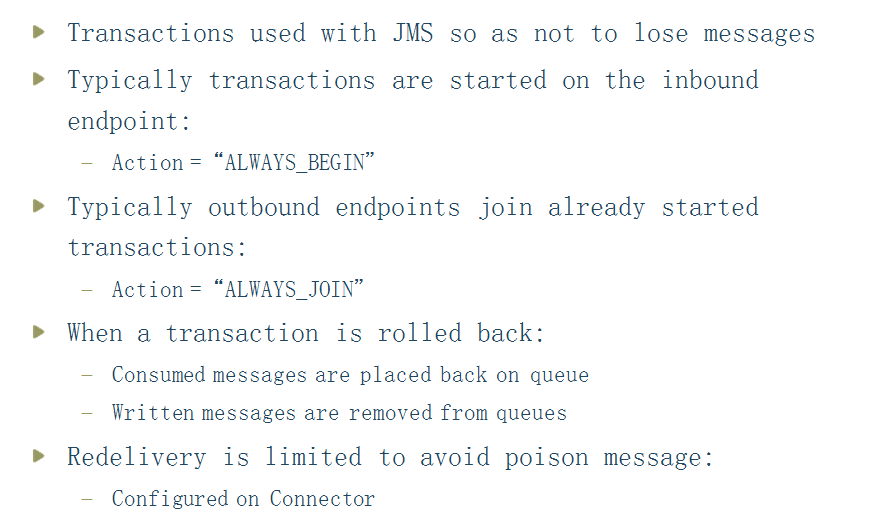 Transactions used with JMS so as not to lose messages
Typically transactions are started on the inbound
endpoint:
– Action = “ALWAYS_BEGIN”
Typically outbound endpoints join already started
transactions:
– Action = “ALWAYS_JOIN”
When a transaction is rolled back:
– Consumed messages are placed back on queue
– Written messages are removed from queues
Redelivery is limited to avoid poison message:
– Configured on Connector